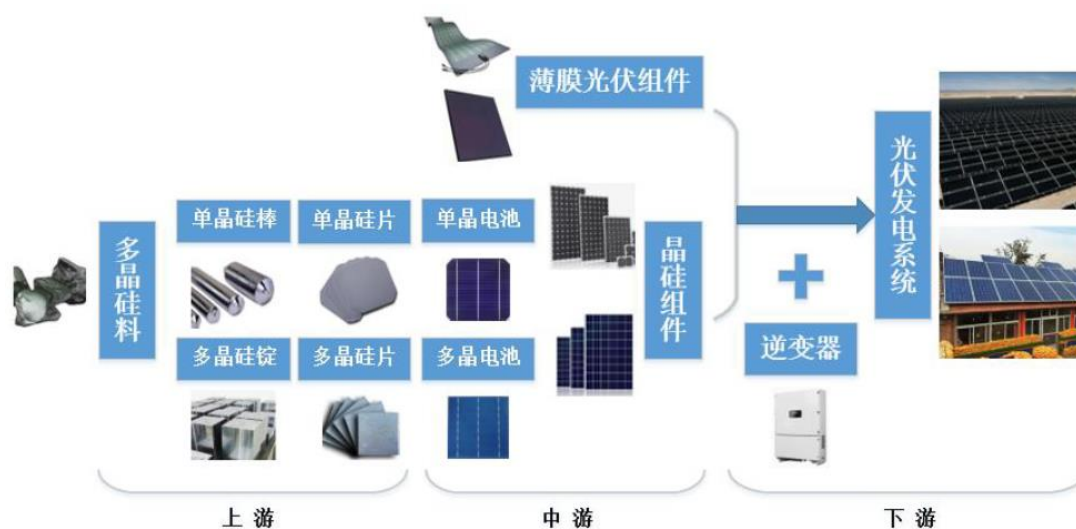 薄膜光伏组件
光伏发电系统
单晶硅棒
单晶硅片
单晶电池
多晶硅料
晶硅组件
多晶硅锭
多晶硅片
多晶电池
逆变器
上 游
中 游
下 游